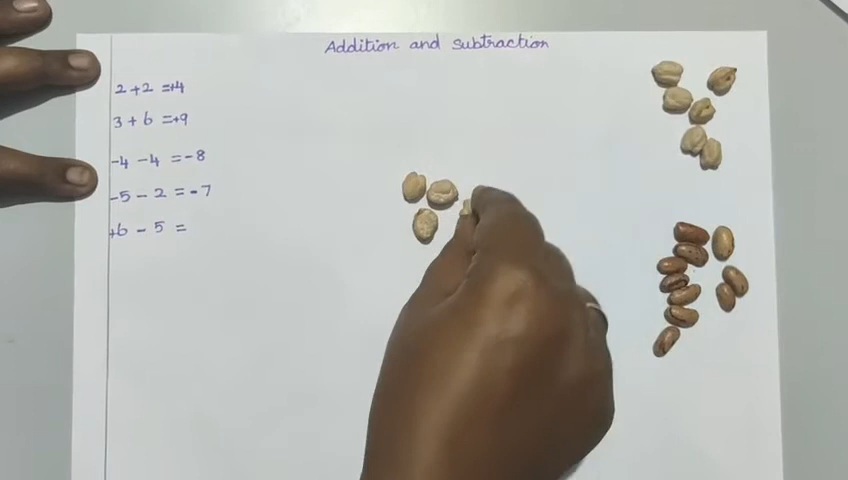 Addition and subtraction
2 + 2 = +4
3 + 6 = +9
-4 - 4 = -8
-5 - 2 = -7
+6 - 5 =